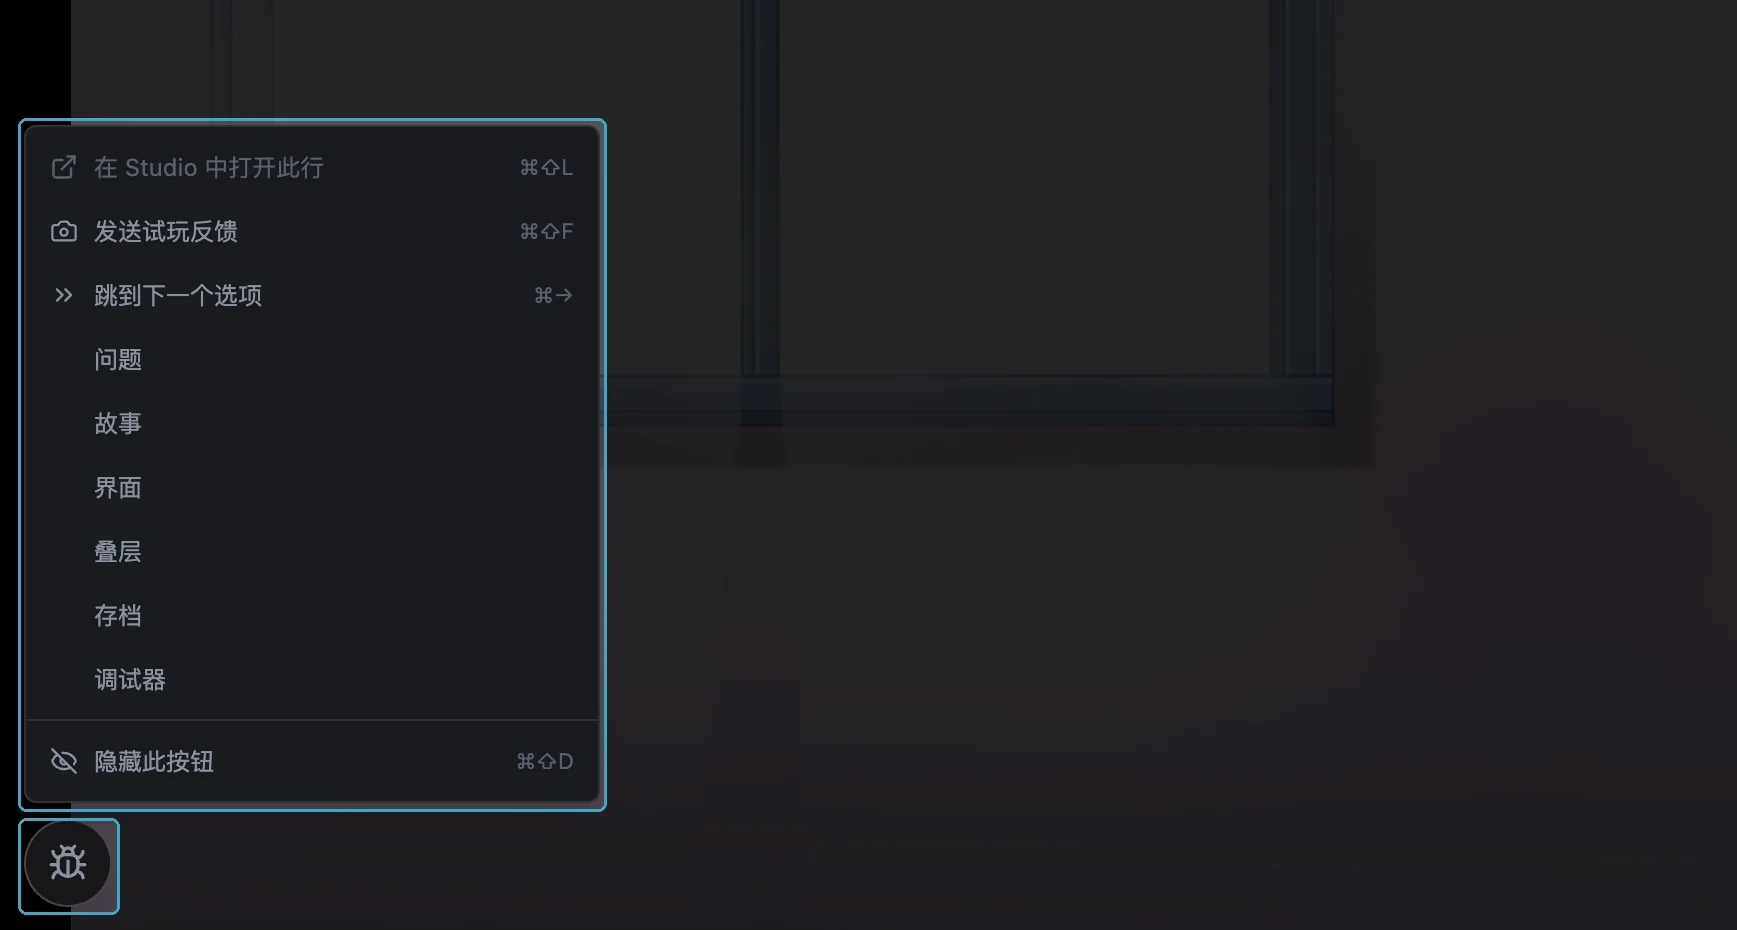 在 Studio 中打开此行 ⌘⇧L
发送试玩反馈 ⌘⇧F
跳到下一个选项 ⌘→
问题
故事
界面
叠层
存档
调试器
隐藏此按钮 ⌘⇧D